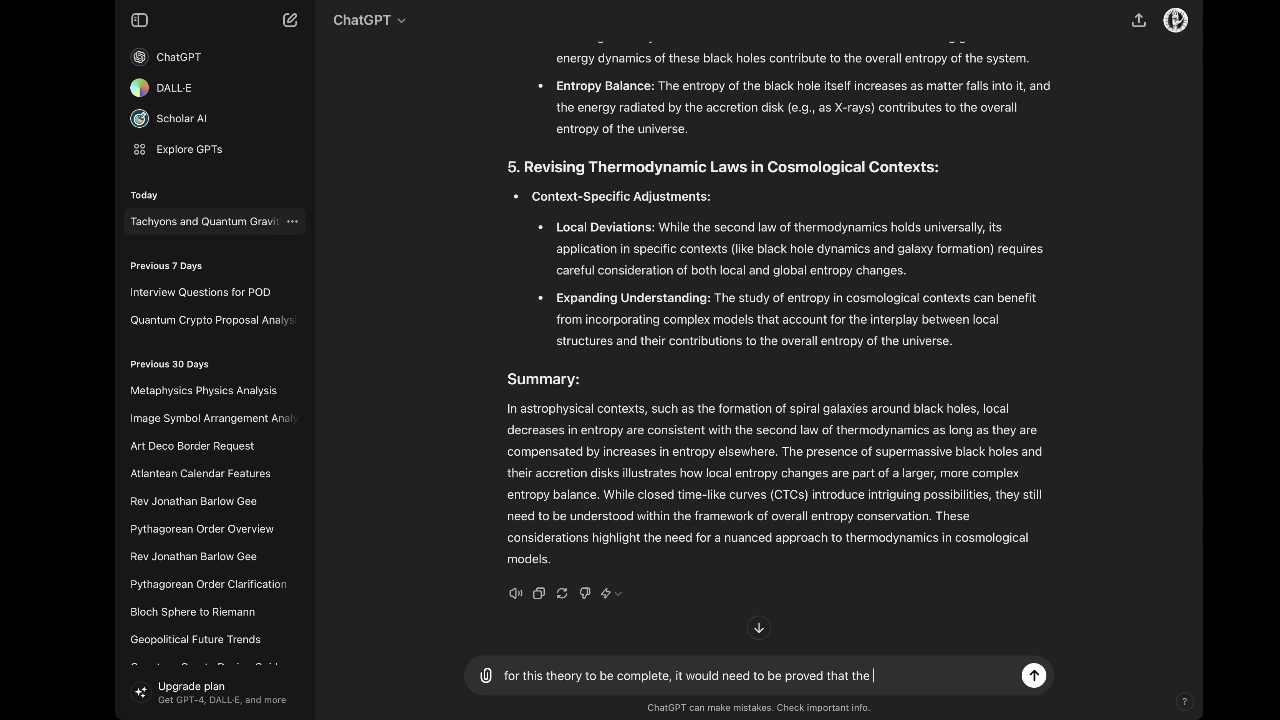 ChatGPT
DALL·E
Scholar AI
Explore GPTs
Today
Tachyons and Quantum Gravit
Previous 7 Days
Interview Questions for POD
Quantum Crypto Proposal Analysi
Previous 30 Days
Metaphysics Physics Analysis
Image Symbol Arrangement Analy
Art Deco Border Request
Atlantean Calendar Features
Rev Jonathan Barlow Gee
Pythagorean Order Overview
Rev Jonathan Barlow Gee
Pythagorean Order Clarification
Bloch Sphere to Riemann
Geopolitical Future Trends
Upgrade plan
Get GPT-4, DALL·E, and more
ChatGPT
energy dynamics of these black holes contribute to the overall entropy of the system.
• Entropy Balance: The entropy of the black hole itself increases as matter falls into it, and
the energy radiated by the accretion disk (e.g., as X-rays) contributes to the overall
entropy of the universe.
5. Revising Thermodynamic Laws in Cosmological Contexts:
• Context-Specific Adjustments:
• Local Deviations: While the second law of thermodynamics holds universally, its
application in specific contexts (like black hole dynamics and galaxy formation) requires
careful consideration of both local and global entropy changes.
• Expanding Understanding: The study of entropy in cosmological contexts can benefit
from incorporating complex models that account for the interplay between local
structures and their contributions to the overall entropy of the universe.
Summary:
In astrophysical contexts, such as the formation of spiral galaxies around black holes, local
decreases in entropy are consistent with the second law of thermodynamics as long as they are
compensated by increases in entropy elsewhere. The presence of supermassive black holes and
their accretion disks illustrates how local entropy changes are part of a larger, more complex
entropy balance. While closed time-like curves (CTCs) introduce intriguing possibilities, they still
need to be understood within the framework of overall entropy conservation. These
considerations highlight the need for a nuanced approach to thermodynamics in cosmological
models.
for this theory to be complete, it would need to be proved that the
ChatGPT can make mistakes. Check important info.
?